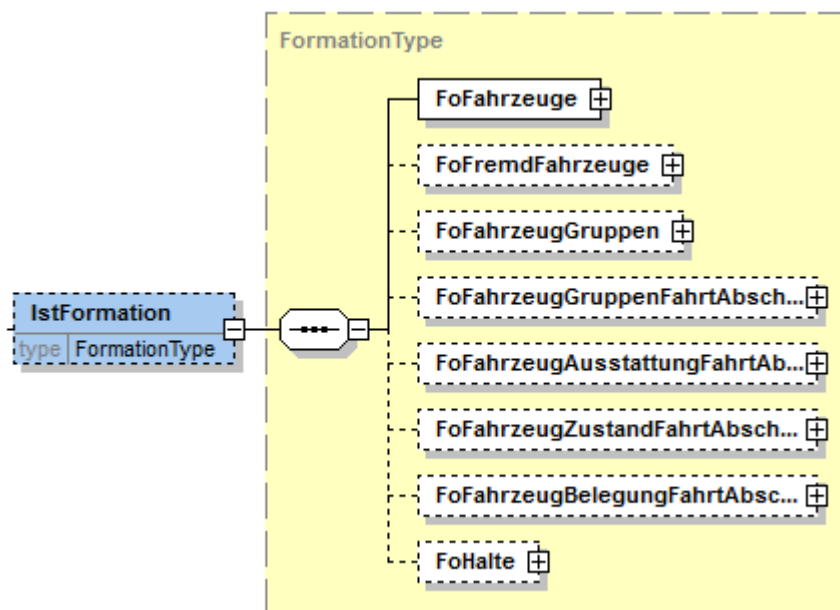 FormationType
FoFahrzeuge
FoFremdFahrzeuge
FoFahrzeugGruppen
FoFahrzeugGruppenFahrtAbsch...
IstFormation
type FormationType
FoFahrzeugAusstattungFahrtAb...
FoFahrzeugZustandFahrtAbsch...
FoFahrzeugBelegungFahrtAbsc...
FoHalte